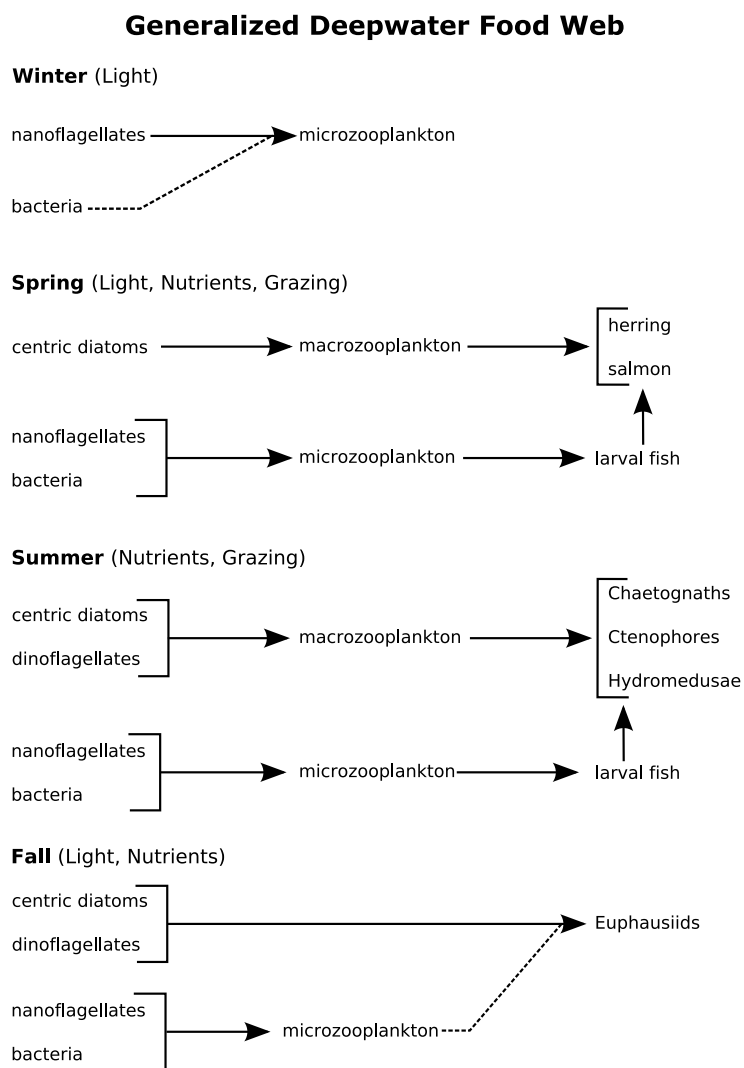 Generalized Deepwater Food Web
Winter (Light)
nanoflagellates
microzooplankton
bacteria
Spring (Light, Nutrients, Grazing)
herring
centric diatoms
macrozooplankton
salmon
nanoflagellates
microzooplankton
larval fish
bacteria
Summer (Nutrients, Grazing)
Chaetognaths
centric diatoms
macrozooplankton
Ctenophores
dinoflagellates
Hydromedusae
nanoflagellates
microzooplankton
larval fish
bacteria
Fall (Light, Nutrients)
centric diatoms
Euphausiids
dinoflagellates
nanoflagellates
microzooplankton
bacteria